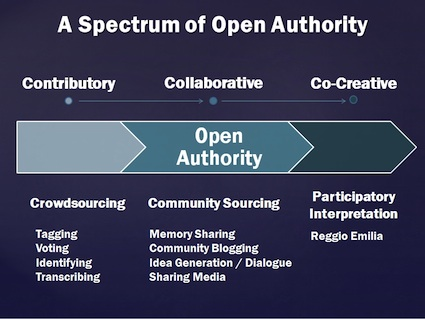 A Spectrum of Open Authority
Contributory
Collaborative
Co-Creative
Open
Authority
Crowdsourcing
Tagging
Voting
Identifying
Transcribing
Community Sourcing
Memory Sharing
Community Blogging
Idea Generation / Dialogue
Sharing Media
Participatory
Interpretation
Reggio Emilia